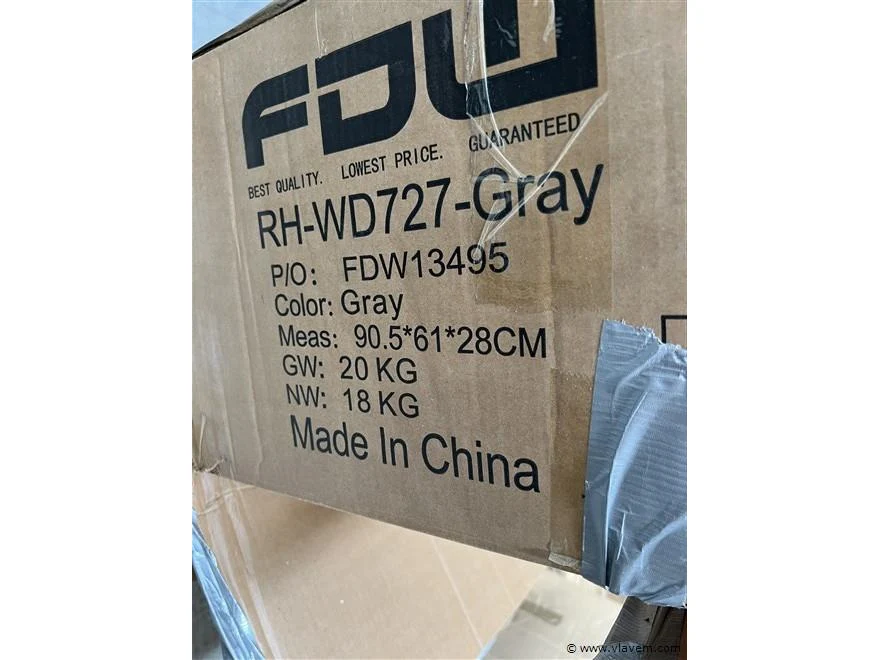 FDW
BEST QUALITY. LOWEST PRICE. GUARANTEED
RH-WD727-Gray
P/O: FDW13495
Color: Gray
Meas: 90.5*61*28CM
GW: 20 KG
NW: 18 KG
Made In China
© www.vlavem.com